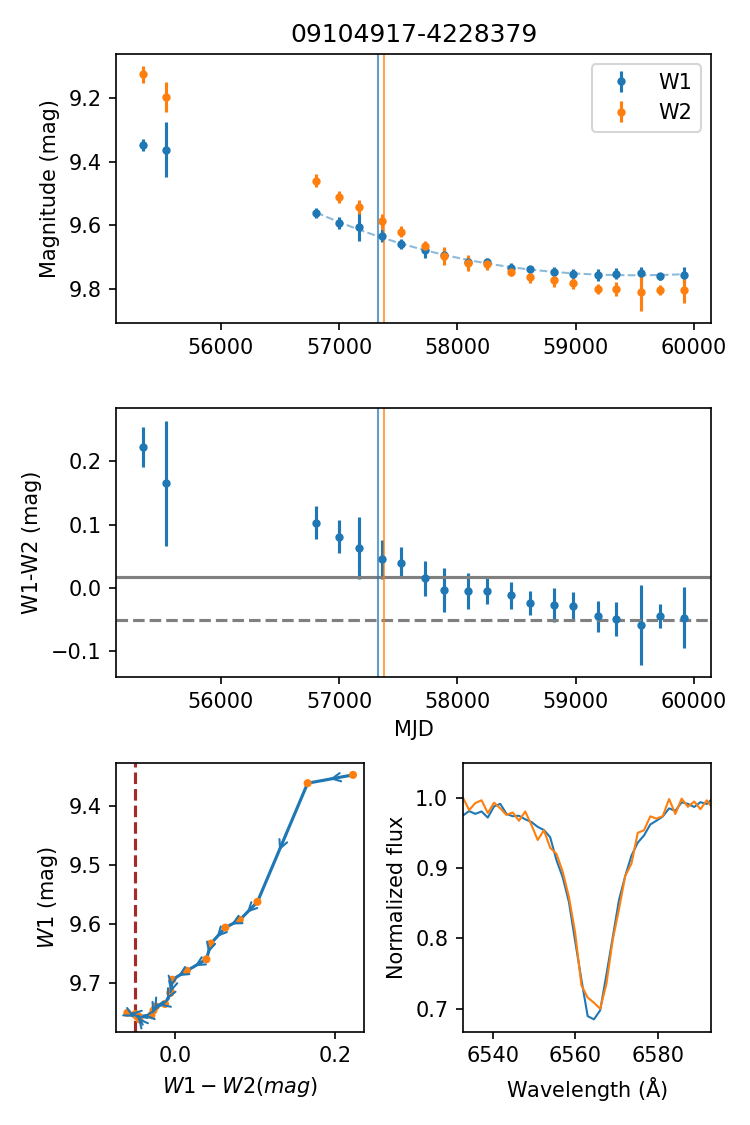 09104917-4228379
Magnitude (mag)
9.2
9.4
9.6
9.8
W1
W2
56000 57000 58000 59000 60000
W1-W2 (mag)
0.2
0.1
0.0
−0.1
56000 57000 58000 59000 60000
MJD
W1 (mag)
9.4
9.5
9.6
9.7
0.0 0.2
W1 − W2(mag)
Normalized flux
1.0
0.9
0.8
0.7
6540 6560 6580
Wavelength (Å)